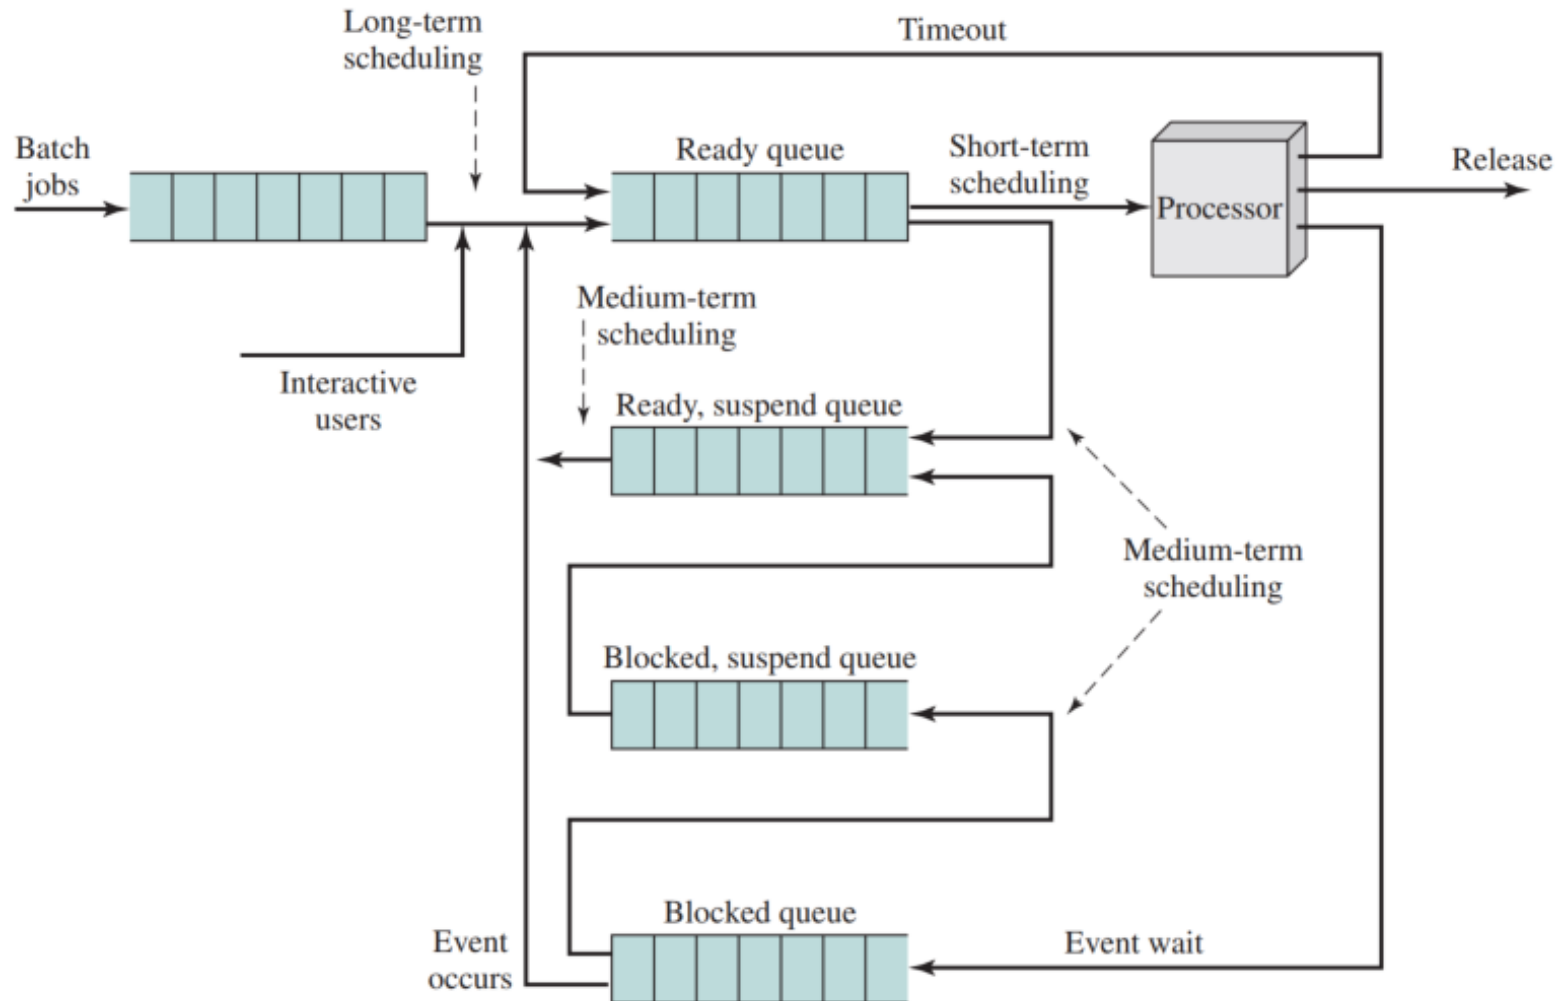 Long-term
scheduling
Timeout
Batch
jobs
Ready queue
Short-term
scheduling
Processor
Release
Medium-term
scheduling
Interactive
users
Ready, suspend queue
Medium-term
scheduling
Blocked, suspend queue
Blocked queue
Event
occurs
Event wait